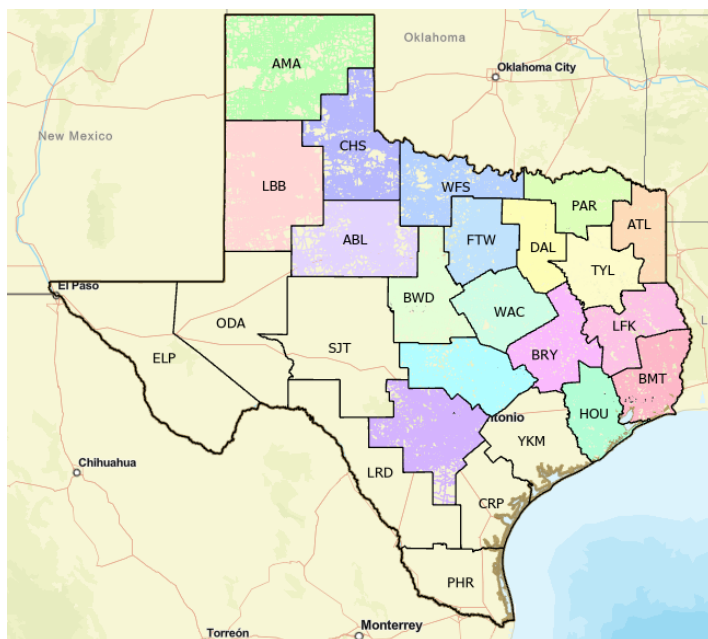 Oklahoma
AMA
Oklahoma City
New Mexico
CHS
LBB
WFS
PAR
ATL
ABL
FTW
DAL
TYL
El Paso
BWD
WAC
ODA
LFK
SJT
BRY
ELP
BMT
HOU
ntonio
YKM
Chihuahua
LRD
CRP
PHR
Torreón
Monterrey
L